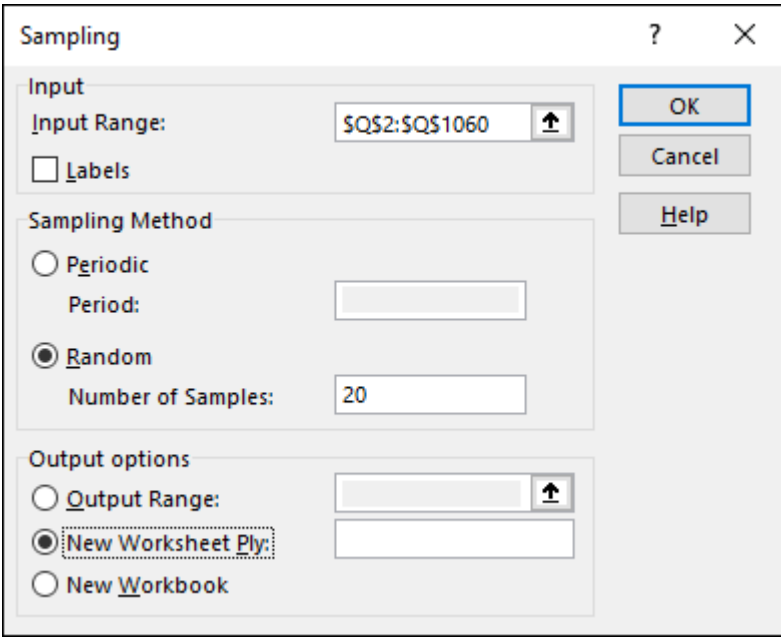 Sampling ?
Input
Input Range: $Q$2:$Q$1060
OK
Labels
Cancel
Help
Sampling Method
Periodic
Period:
Random
Number of Samples: 20
Output options
Output Range:
New Worksheet Ply:
New Workbook